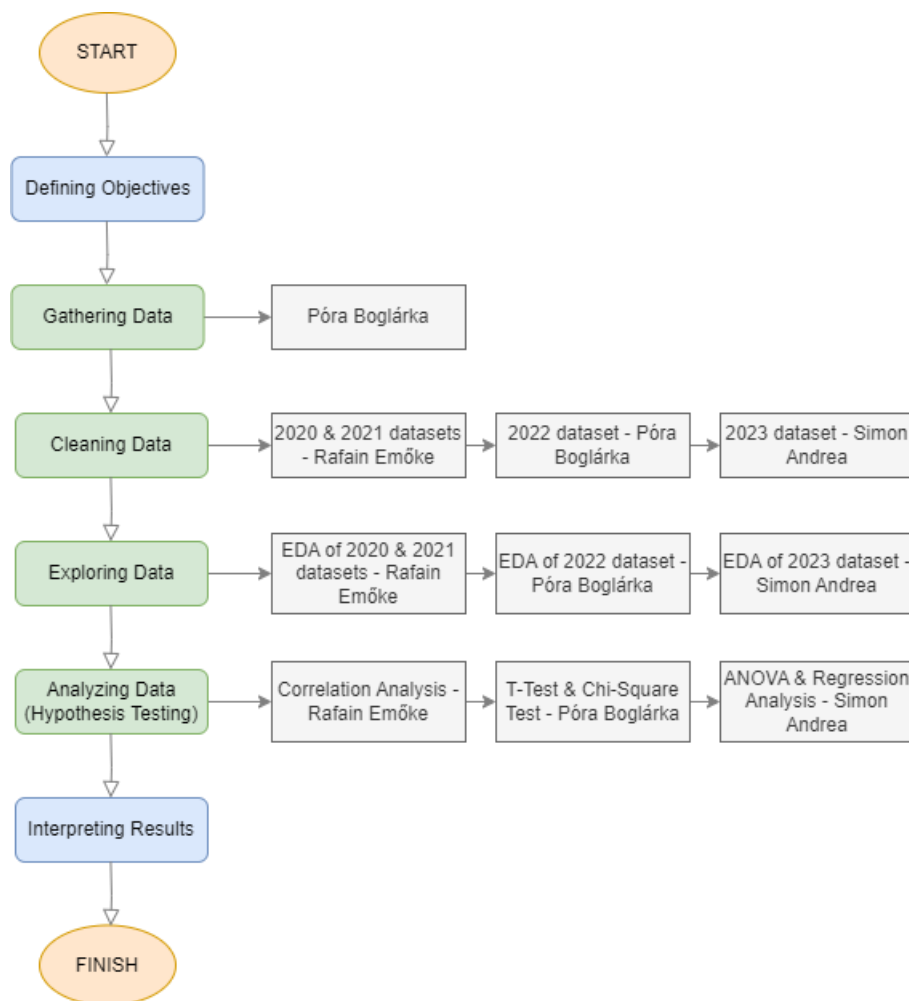 START
Defining Objectives
Gathering Data
Póra Boglárka
Cleaning Data
2020 & 2021 datasets
- Rafain Emőke
2022 dataset - Póra
Boglárka
2023 dataset - Simon
Andrea
Exploring Data
EDA of 2020 & 2021
datasets - Rafain
Emőke
EDA of 2022 dataset -
Póra Boglárka
EDA of 2023 dataset -
Simon Andrea
Analyzing Data
(Hypothesis Testing)
Correlation Analysis -
Rafain Emőke
T-Test & Chi-Square
Test - Póra Boglárka
ANOVA & Regression
Analysis - Simon
Andrea
Interpreting Results
FINISH